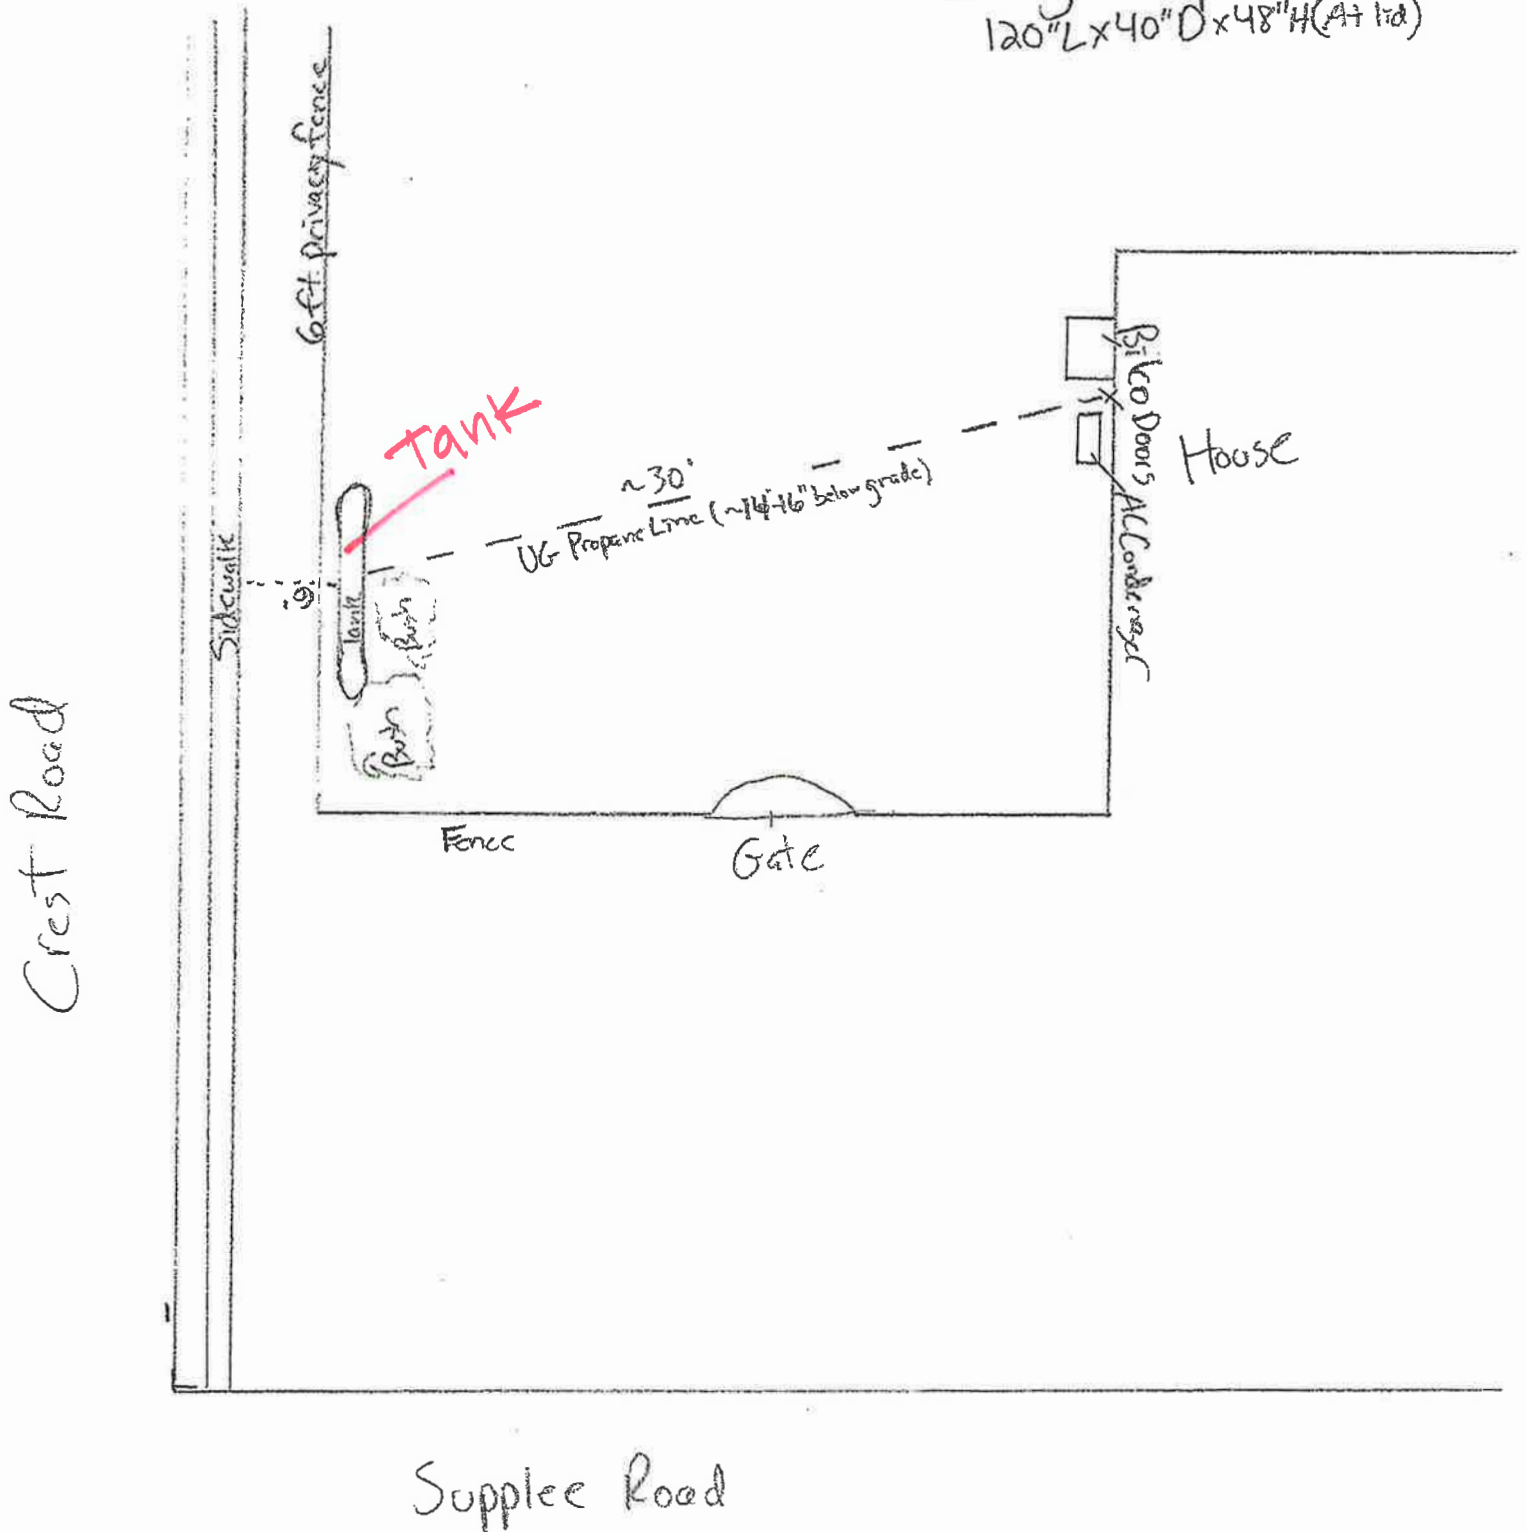 120"L x 40"D x 48"H (At lid)
6ft privacy fence
Tank
Bilco Doors
House
~30'
UG Propane Line (~14-16" below grade)
AC Condenser
Sidewalk
6'
Tank
Bush
Bush
Crest Road
Fence
Gate
Supplee Road